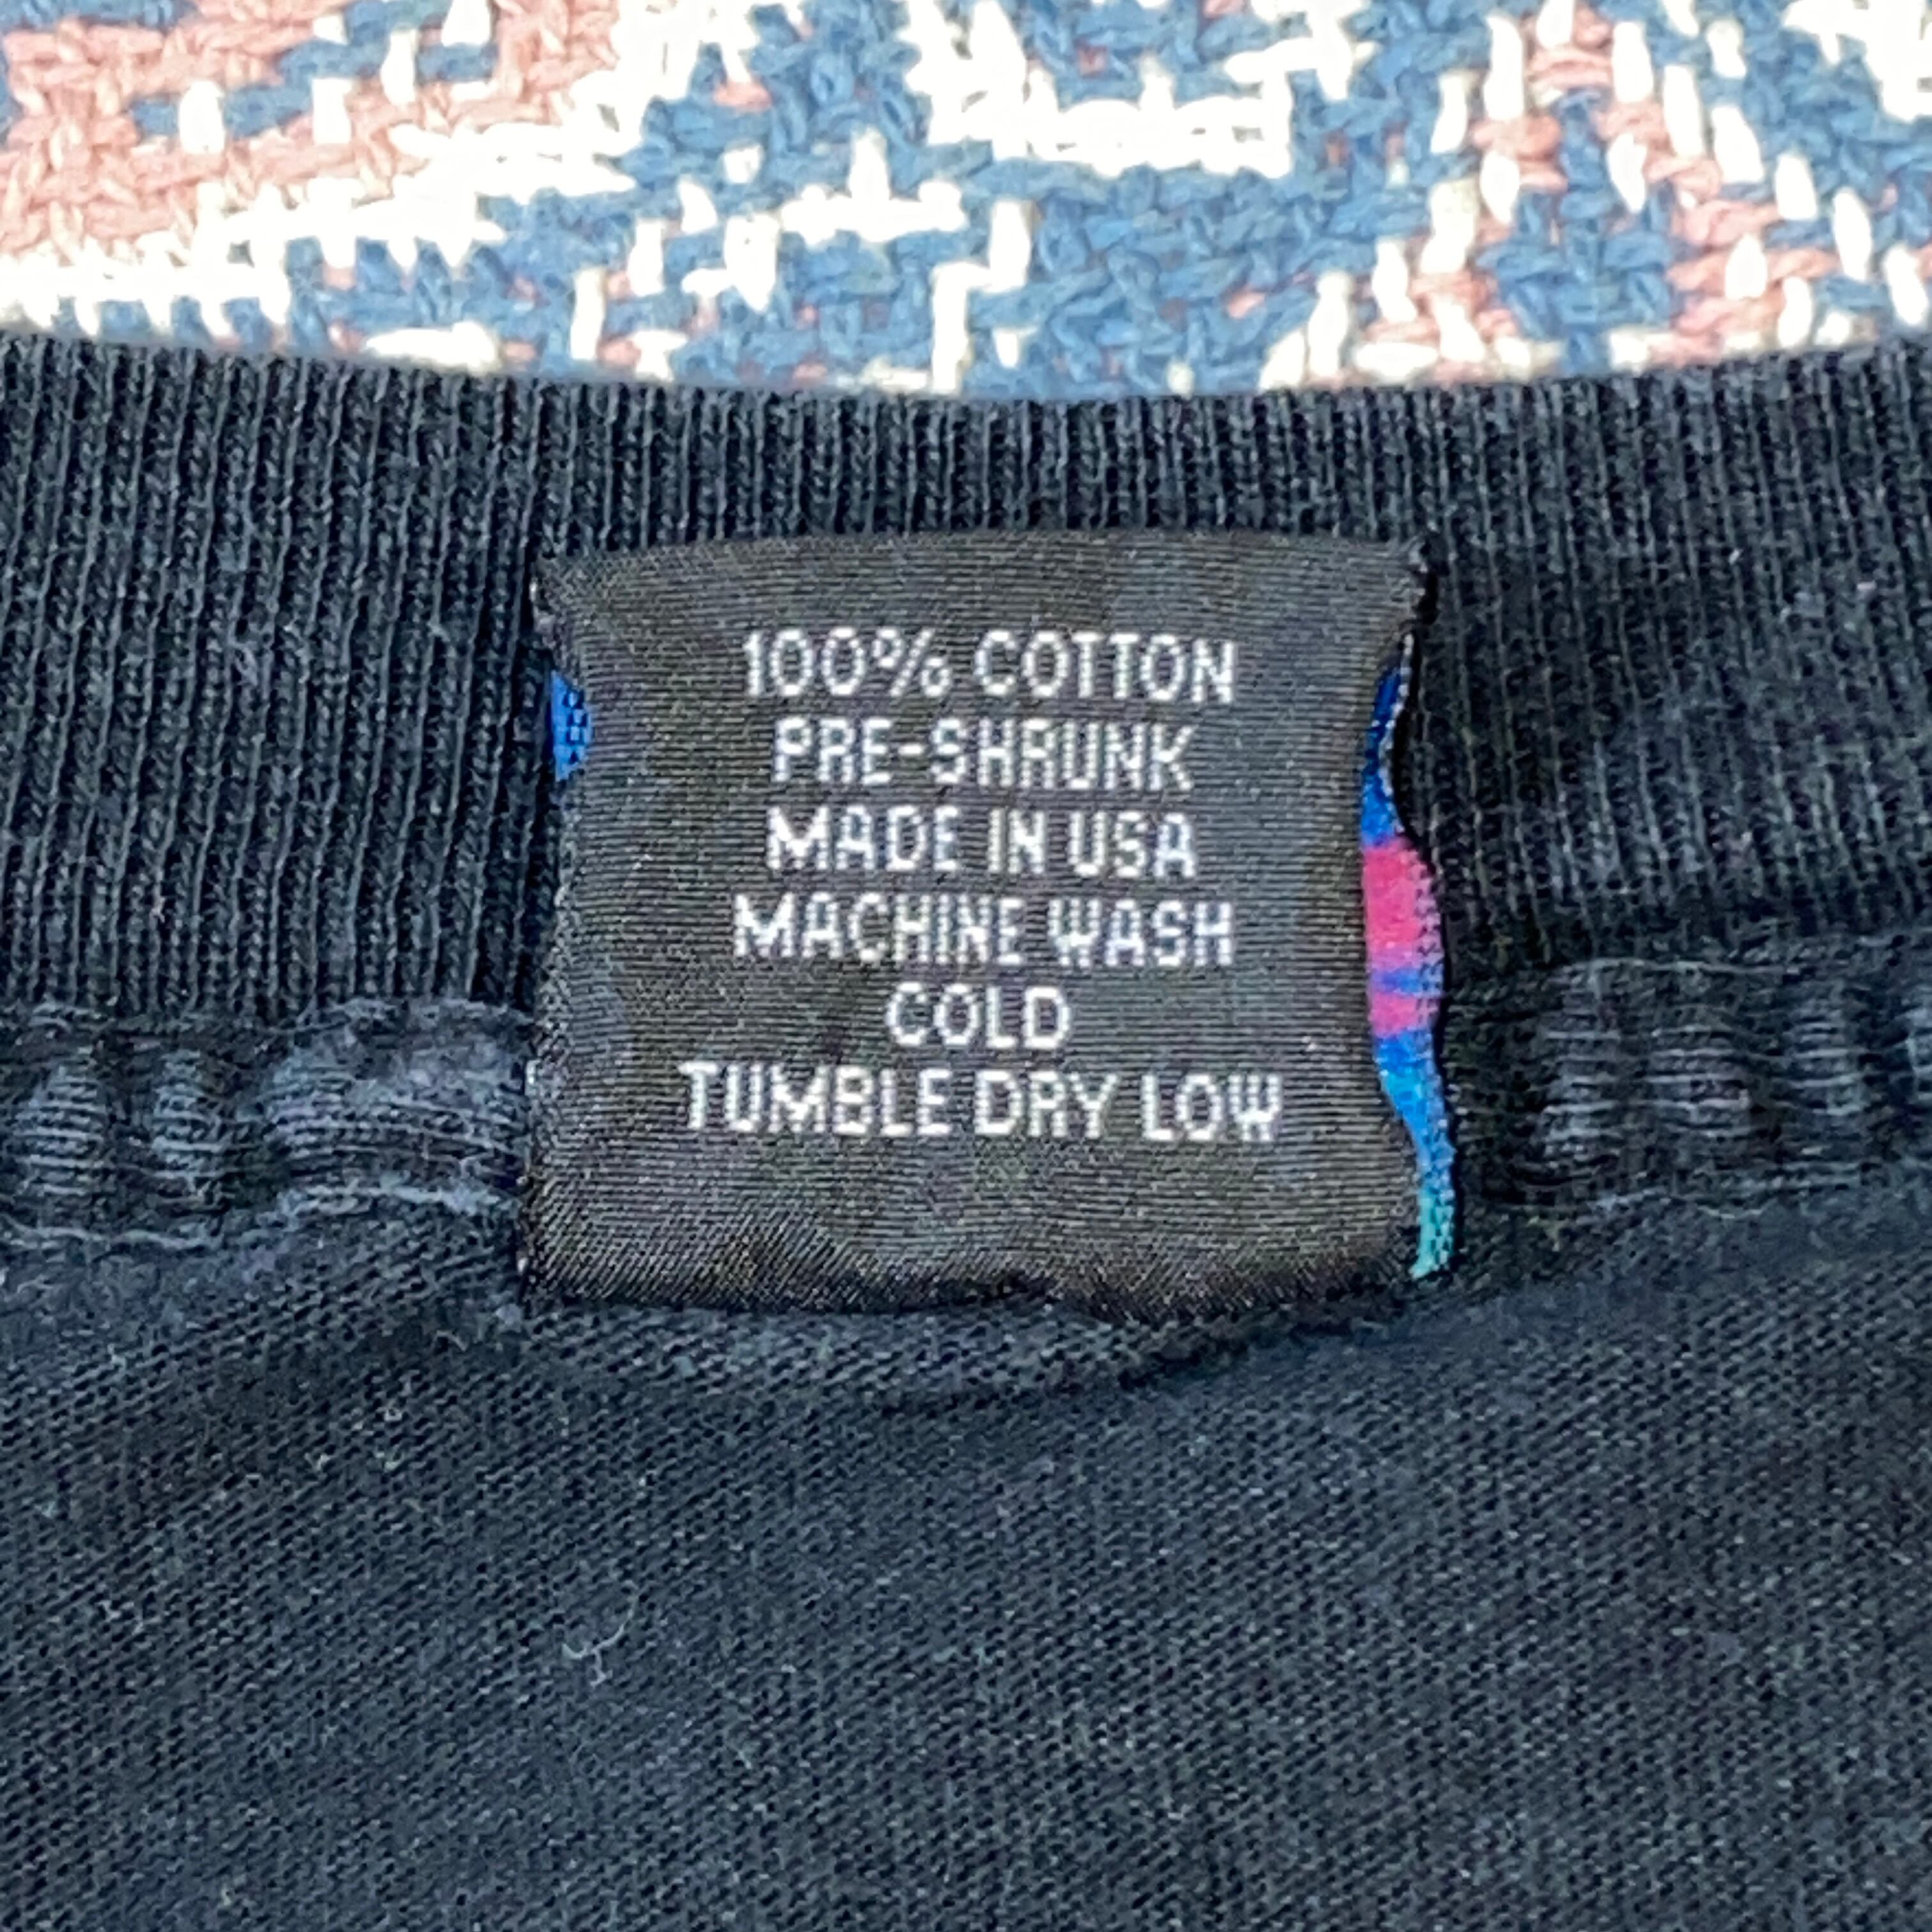 100% COTTON
PRE-SHRUNK
MADE IN USA
MACHINE WASH
COLD
TUMBLE DRY LOW